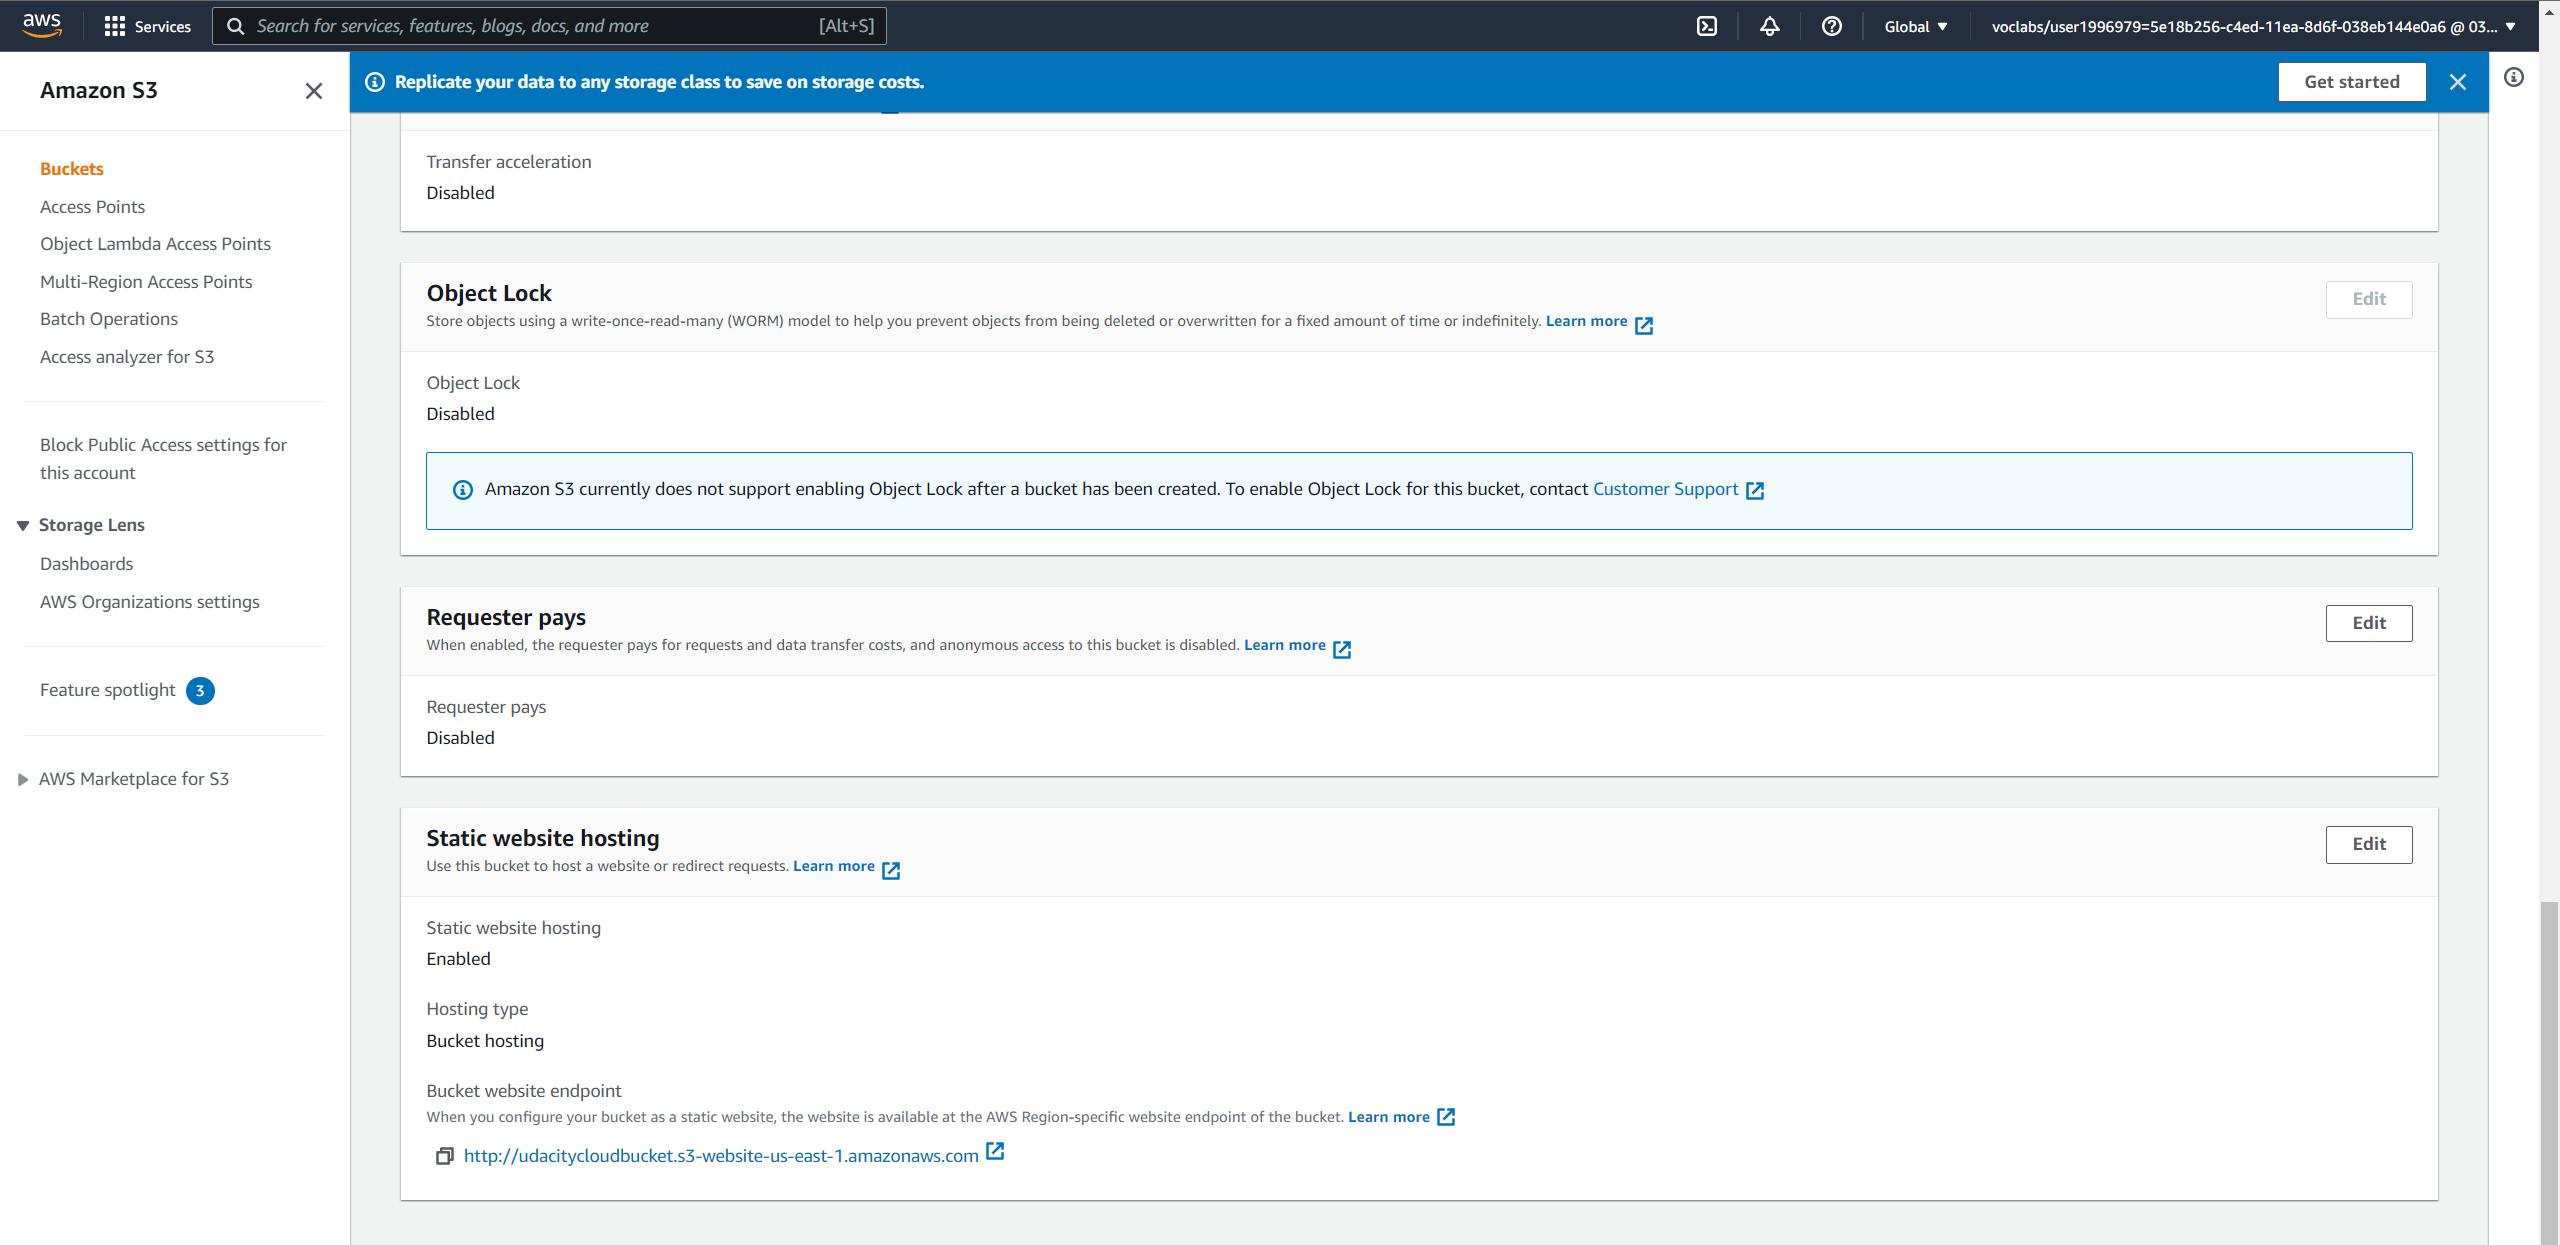 aws
Services
Search for services, features, blogs, docs, and more
[Alt+S]
Global
voclabs/user1996979=5e18b256-c4ed-11ea-8d6f-038eb144e0a6 @ 03...
Amazon S3
Buckets
Access Points
Object Lambda Access Points
Multi-Region Access Points
Batch Operations
Access analyzer for S3
Block Public Access settings for
this account
Storage Lens
Dashboards
AWS Organizations settings
Feature spotlight 3
AWS Marketplace for S3
Replicate your data to any storage class to save on storage costs.
Get started
Transfer acceleration
Disabled
Object Lock
Edit
Store objects using a write-once-read-many (WORM) model to help you prevent objects from being deleted or overwritten for a fixed amount of time or indefinitely. Learn more
Object Lock
Disabled
Amazon S3 currently does not support enabling Object Lock after a bucket has been created. To enable Object Lock for this bucket, contact Customer Support
Requester pays
Edit
When enabled, the requester pays for requests and data transfer costs, and anonymous access to this bucket is disabled. Learn more
Requester pays
Disabled
Static website hosting
Edit
Use this bucket to host a website or redirect requests. Learn more
Static website hosting
Enabled
Hosting type
Bucket hosting
Bucket website endpoint
When you configure your bucket as a static website, the website is available at the AWS Region-specific website endpoint of the bucket. Learn more
http://udacitycloudbucket.s3-website-us-east-1.amazonaws.com